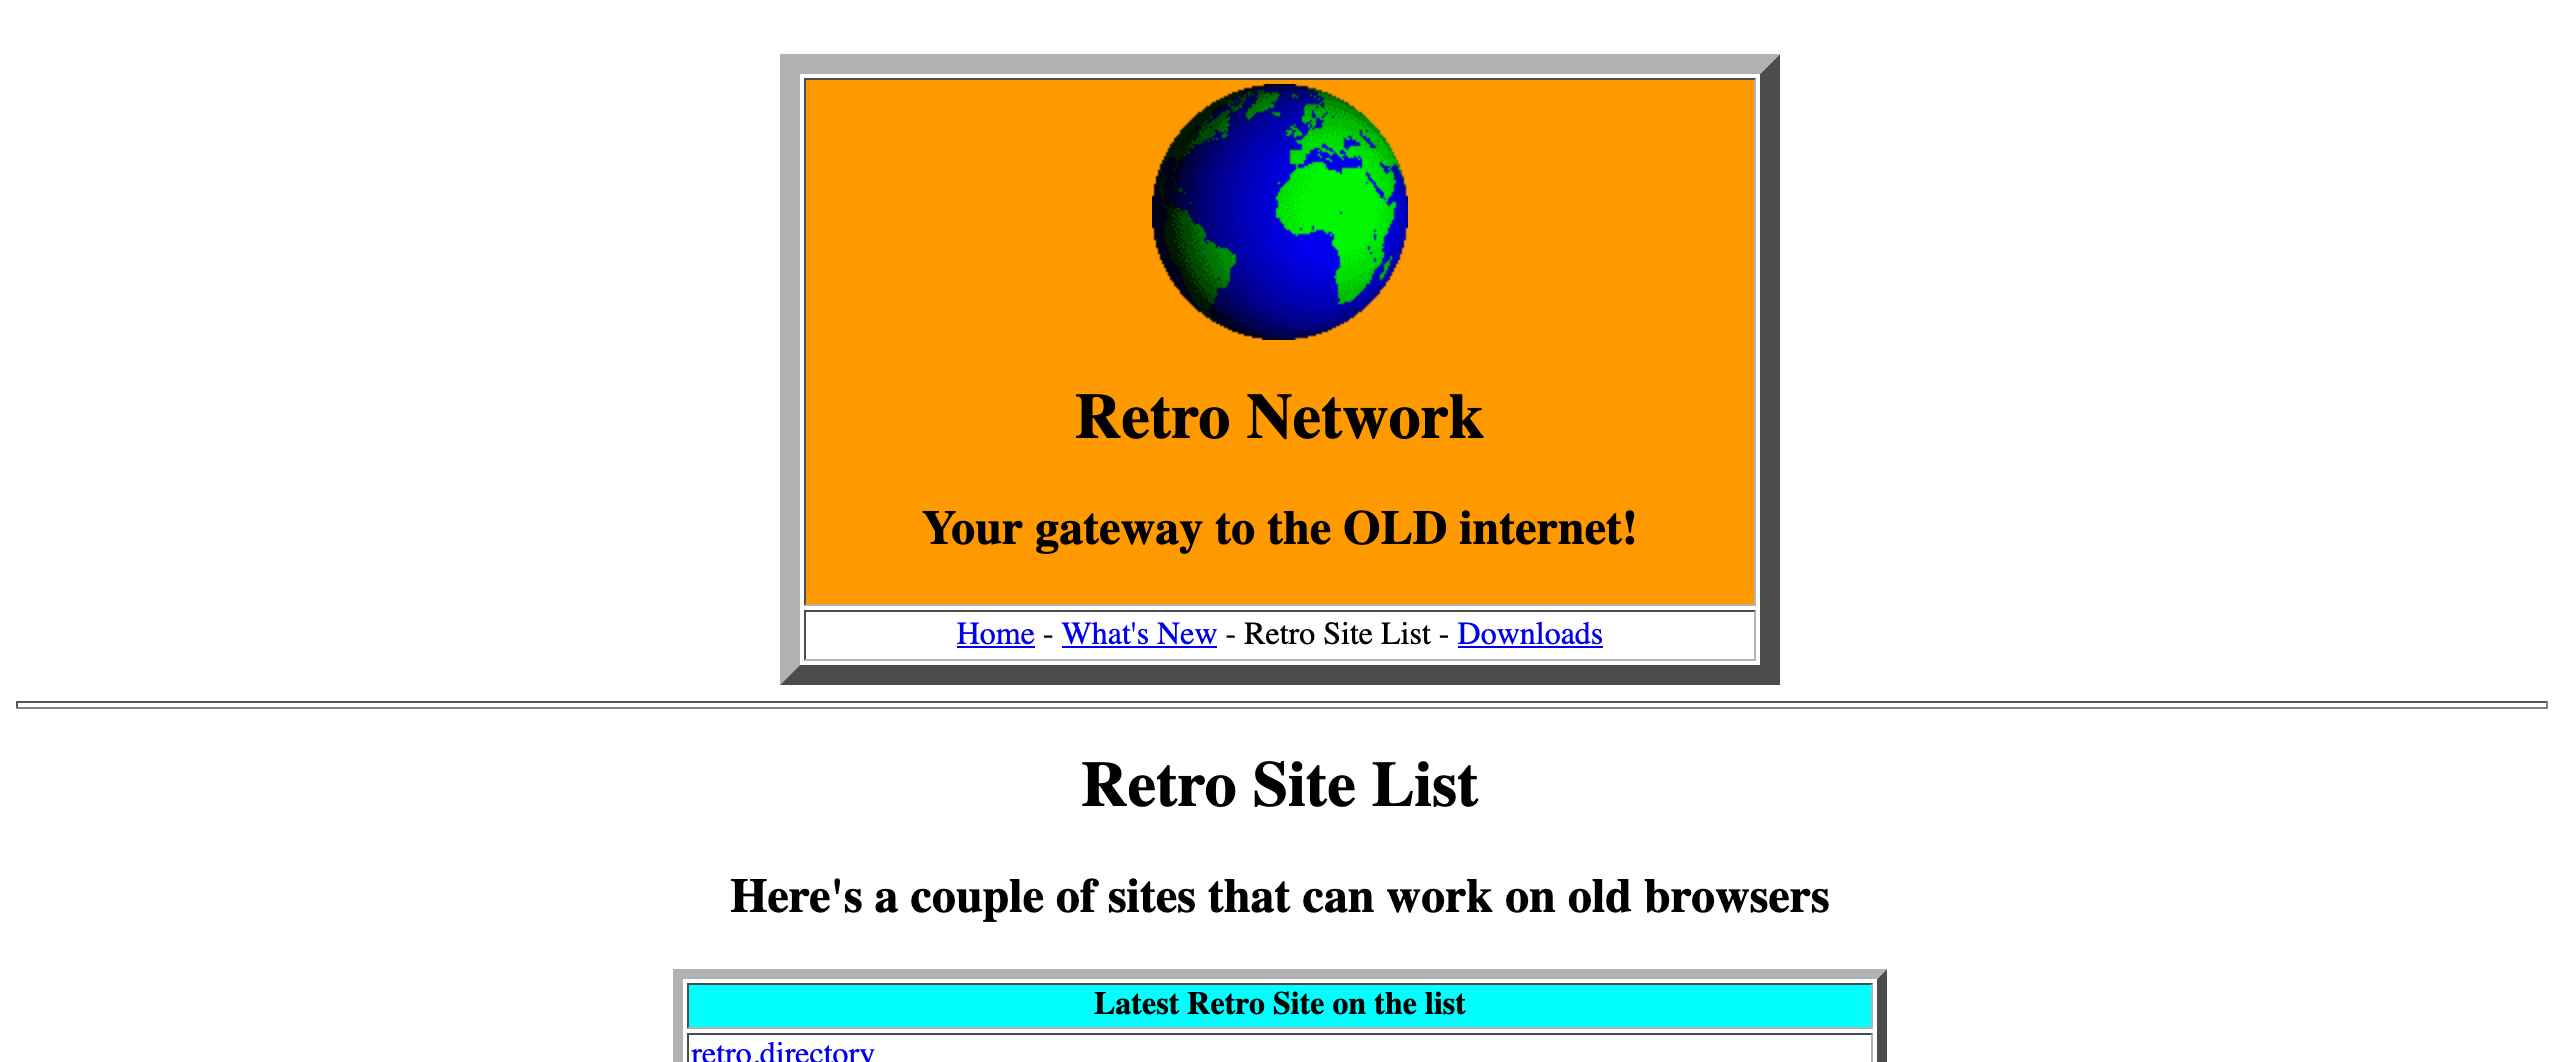 Retro Network
Your gateway to the OLD internet!
Home - What's New - Retro Site List - Downloads
Retro Site List
Here's a couple of sites that can work on old browsers
Latest Retro Site on the list
retro.directory